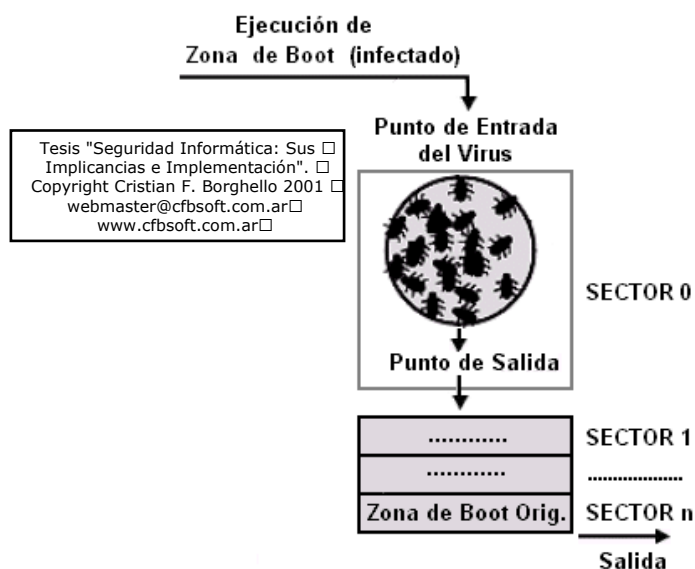 Ejecución de
Zona de Boot (infectado)
Tesis "Seguridad Informática: Sus □
Implicancias e Implementación". □
Copyright Cristian F. Borghello 2001 □
webmaster@cfbsoft.com.ar□
www.cfbsoft.com.ar□
Punto de Entrada
del Virus
SECTOR 0
Punto de Salida
............ SECTOR 1
............ ...................
Zona de Boot Orig. SECTOR n
Salida